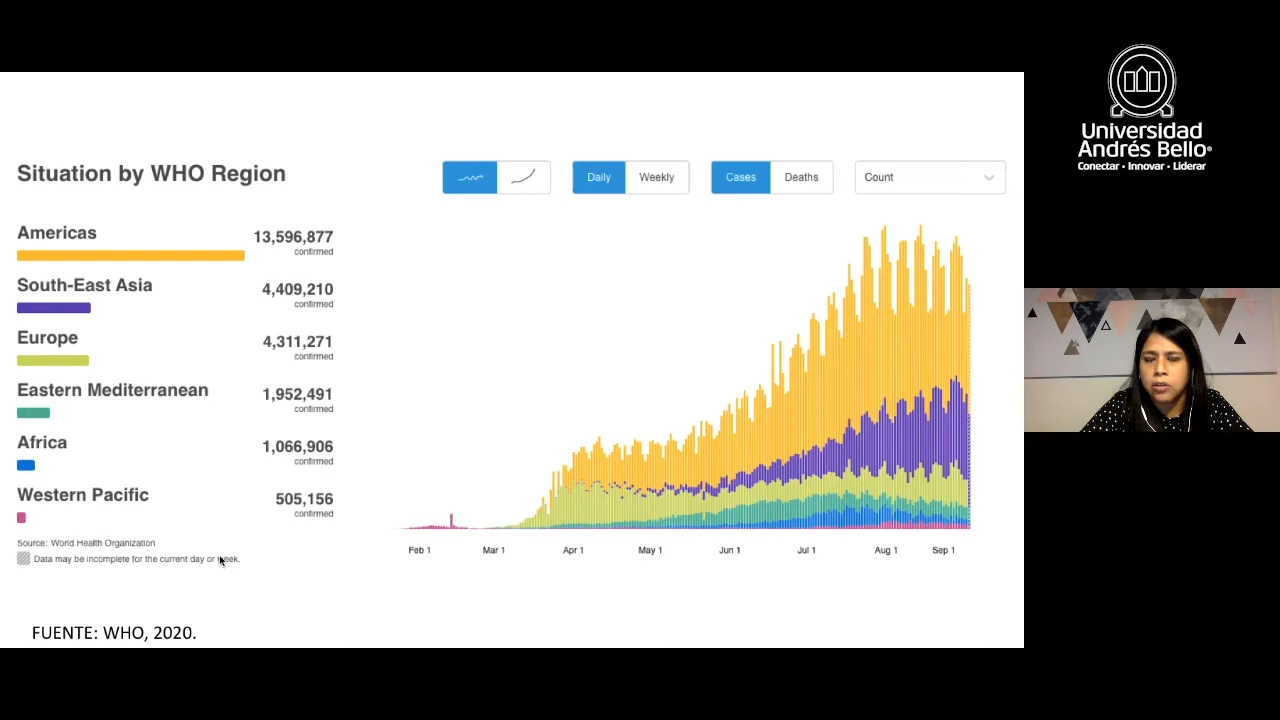 Situation by WHO Region
Daily
Weekly
Cases
Deaths
Count
Americas
13,596,877
confirmed
South-East Asia
4,409,210
confirmed
Europe
4,311,271
confirmed
Eastern Mediterranean
1,952,491
confirmed
Africa
1,066,906
confirmed
Western Pacific
505,156
confirmed
Source: World Health Organization
Data may be incomplete for the current day or week.
Feb 1
Mar 1
Apr 1
May 1
Jun 1
Jul 1
Aug 1
Sep 1
FUENTE: WHO, 2020.
Universidad
Andrés Bello®
Conectar • Innovar • Liderar